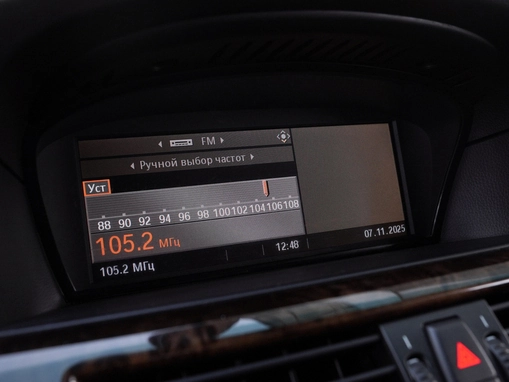 FM
Ручной выбор частот
Уст
88 90 92 94 96 98 100 102 104 106 108
105.2 МГц
12:48
07.11.2025
105.2 МГц